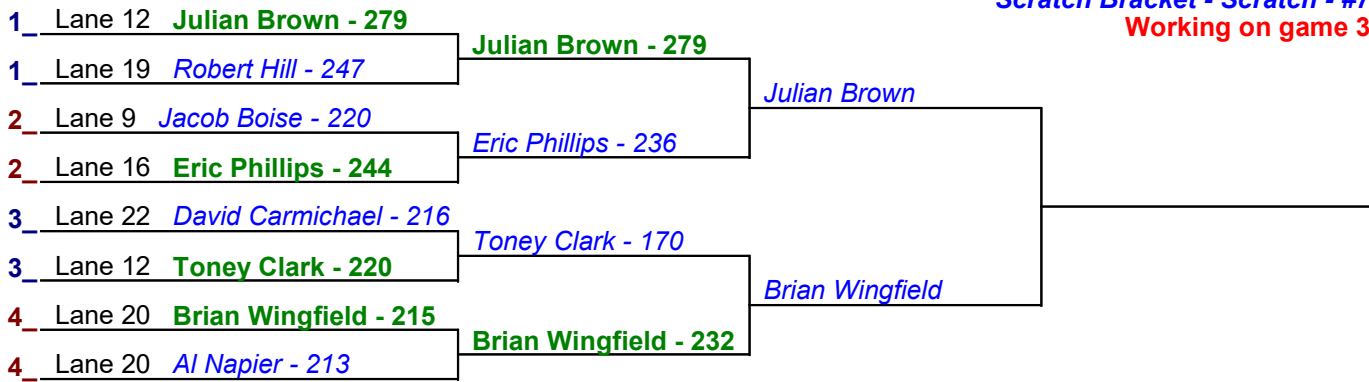 Scratch Bracket - Scratch - #7
Working on game 3
1_ Lane 12 Julian Brown - 279
1_ Lane 19 Robert Hill - 247
2_ Lane 9 Jacob Boise - 220
2_ Lane 16 Eric Phillips - 244
3_ Lane 22 David Carmichael - 216
3_ Lane 12 Toney Clark - 220
4_ Lane 20 Brian Wingfield - 215
4_ Lane 20 Al Napier - 213
Julian Brown - 279
Eric Phillips - 236
Toney Clark - 170
Brian Wingfield - 232
Julian Brown
Brian Wingfield